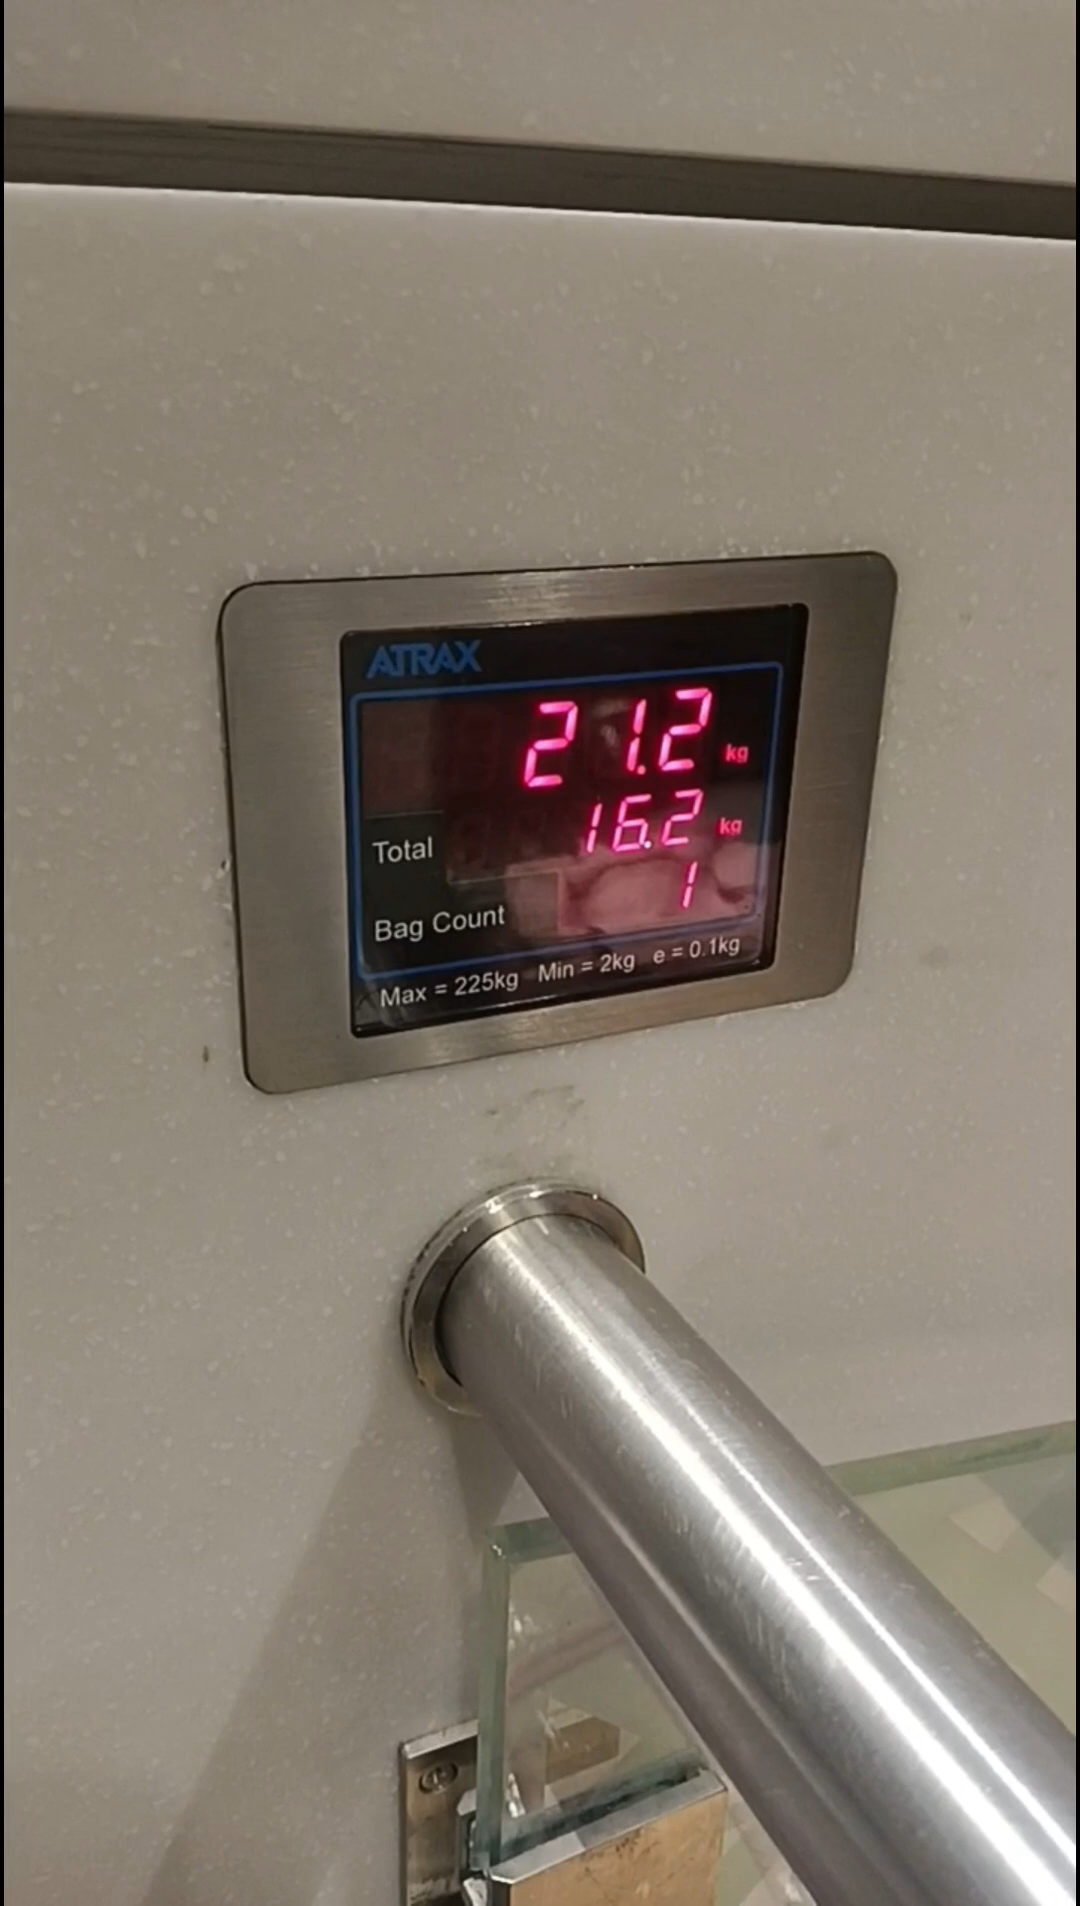 ATRAX
21.2 kg
Total 16.2 kg
Bag Count 1
Max = 225kg Min = 2kg e = 0.1kg